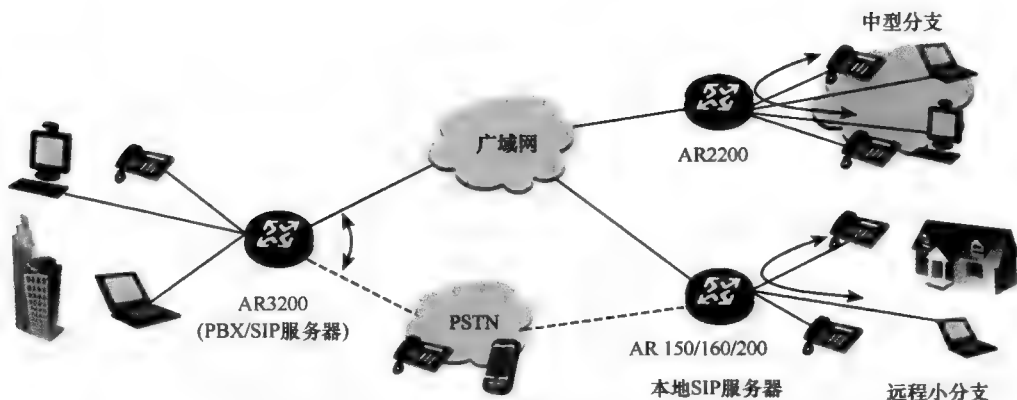 中型分支
广域网
AR2200
AR3200
(PBX/SIP服务器)
PSTN
AR 150/160/200
本地SIP服务器
远程小分支